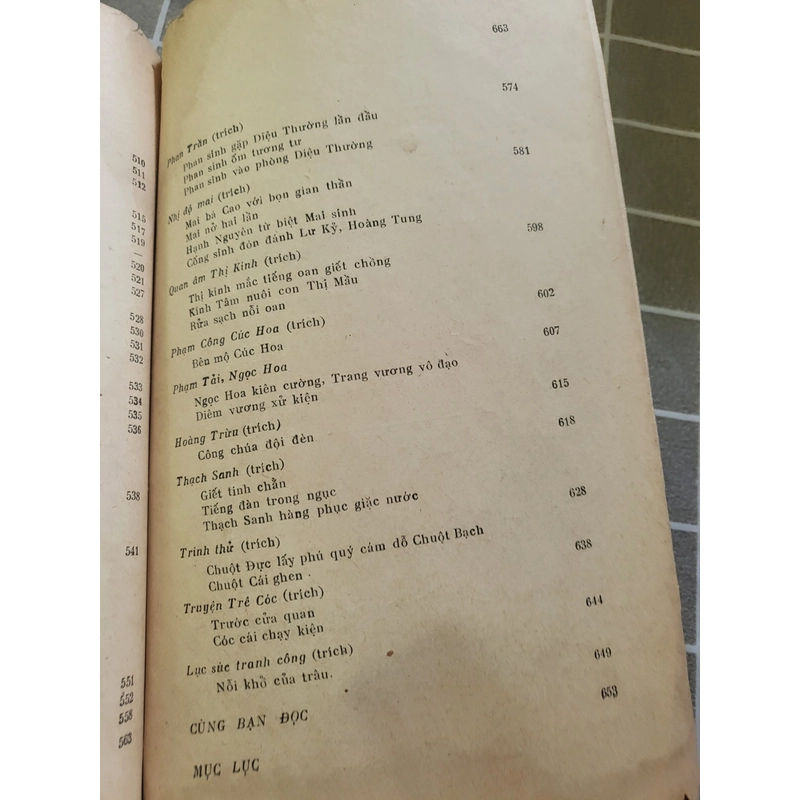 510
511
512
515
517
519
—
520
521
527
528
530
531
532
533
534
535
536
538
541
551
552
558
563
663
Phan Trần (trích) 574
Phan sinh gặp Diệu Thường lần đầu
Phan sinh ốm tương tư
Phan sinh vào phòng Diệu Thường
Nhị độ mai (trích) 581
Mai bá Cao với bọn gian thần
Mai nở hai lần
Hạnh Nguyên từ biệt Mai sinh
Cống sinh đón đánh Lư Kỷ, Hoàng Tung
Quan âm Thị Kinh (trích) 598
Thị kinh mắc tiếng oan giết chồng
Kính Tâm nuôi con Thị Mầu
Rửa sạch nỗi oan
Phạm Công Cúc Hoa (trích) 602
Bên mộ Cúc Hoa
Phạm Tải, Ngọc Hoa 607
Ngọc Hoa kiên cường, Trang vương vô đạo
Diêm vương xử kiện
Hoàng Trừu (trích) 615
Công chúa đội đèn
Thạch Sanh (trích) 618
Giết tinh chằn
Tiếng đàn trong ngục
Thạch Sanh hàng phục giặc nước
Trinh thử (trích) 628
Chuột Đực lấy phú quý cám dỗ Chuột Bạch
Chuột Cái ghen
Truyện Trê Cóc (trích) 638
Trước cửa quan
Cóc cái chạy kiện
Lục súc tranh công (trích) 644
Nỗi khổ của trâu.
CÙNG BẠN ĐỌC 649
MỤC LỤC 653